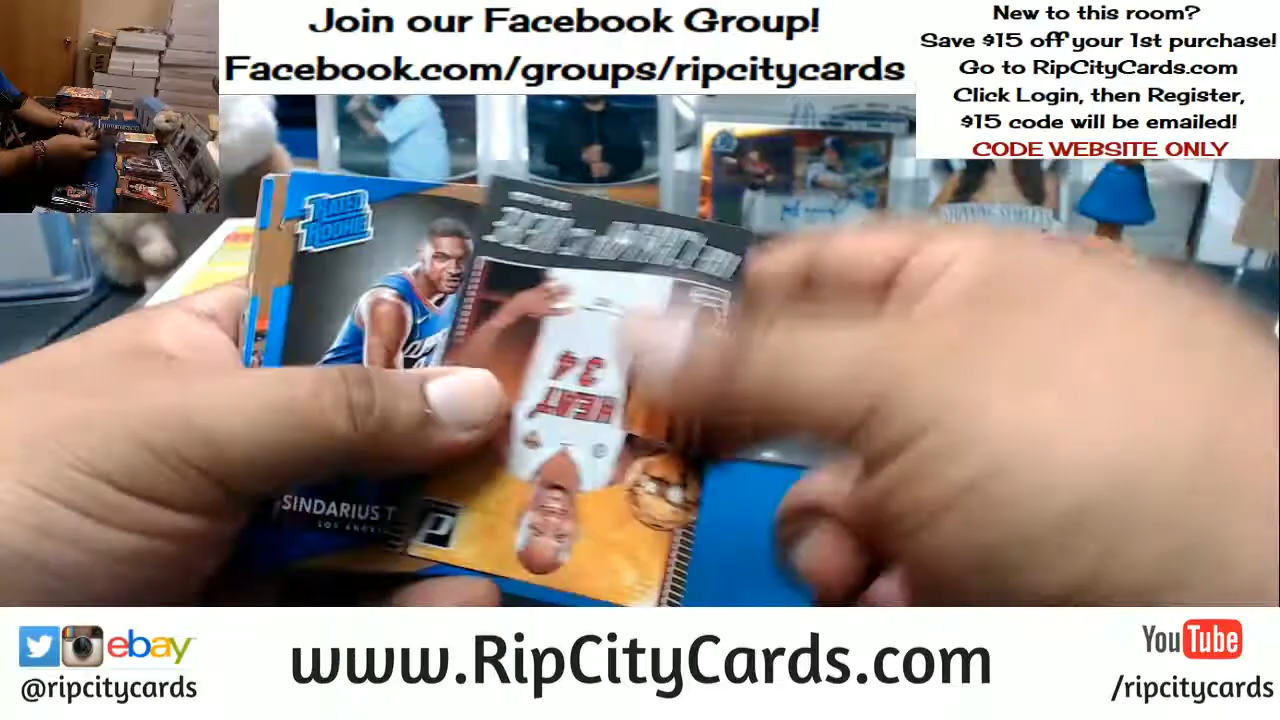 Join our Facebook Group!
Facebook.com/groups/ripcitycards
New to this room?
Save $15 off your 1st purchase!
Go to RipCityCards.com
Click Login, then Register,
$15 code will be emailed!
CODE WEBSITE ONLY
RATED
ROOKIE
HEAT
34
SINDARIUS T
LOS ANGEL
ebay
@ripcitycards
www.RipCityCards.com
YouTube
/ripcitycards